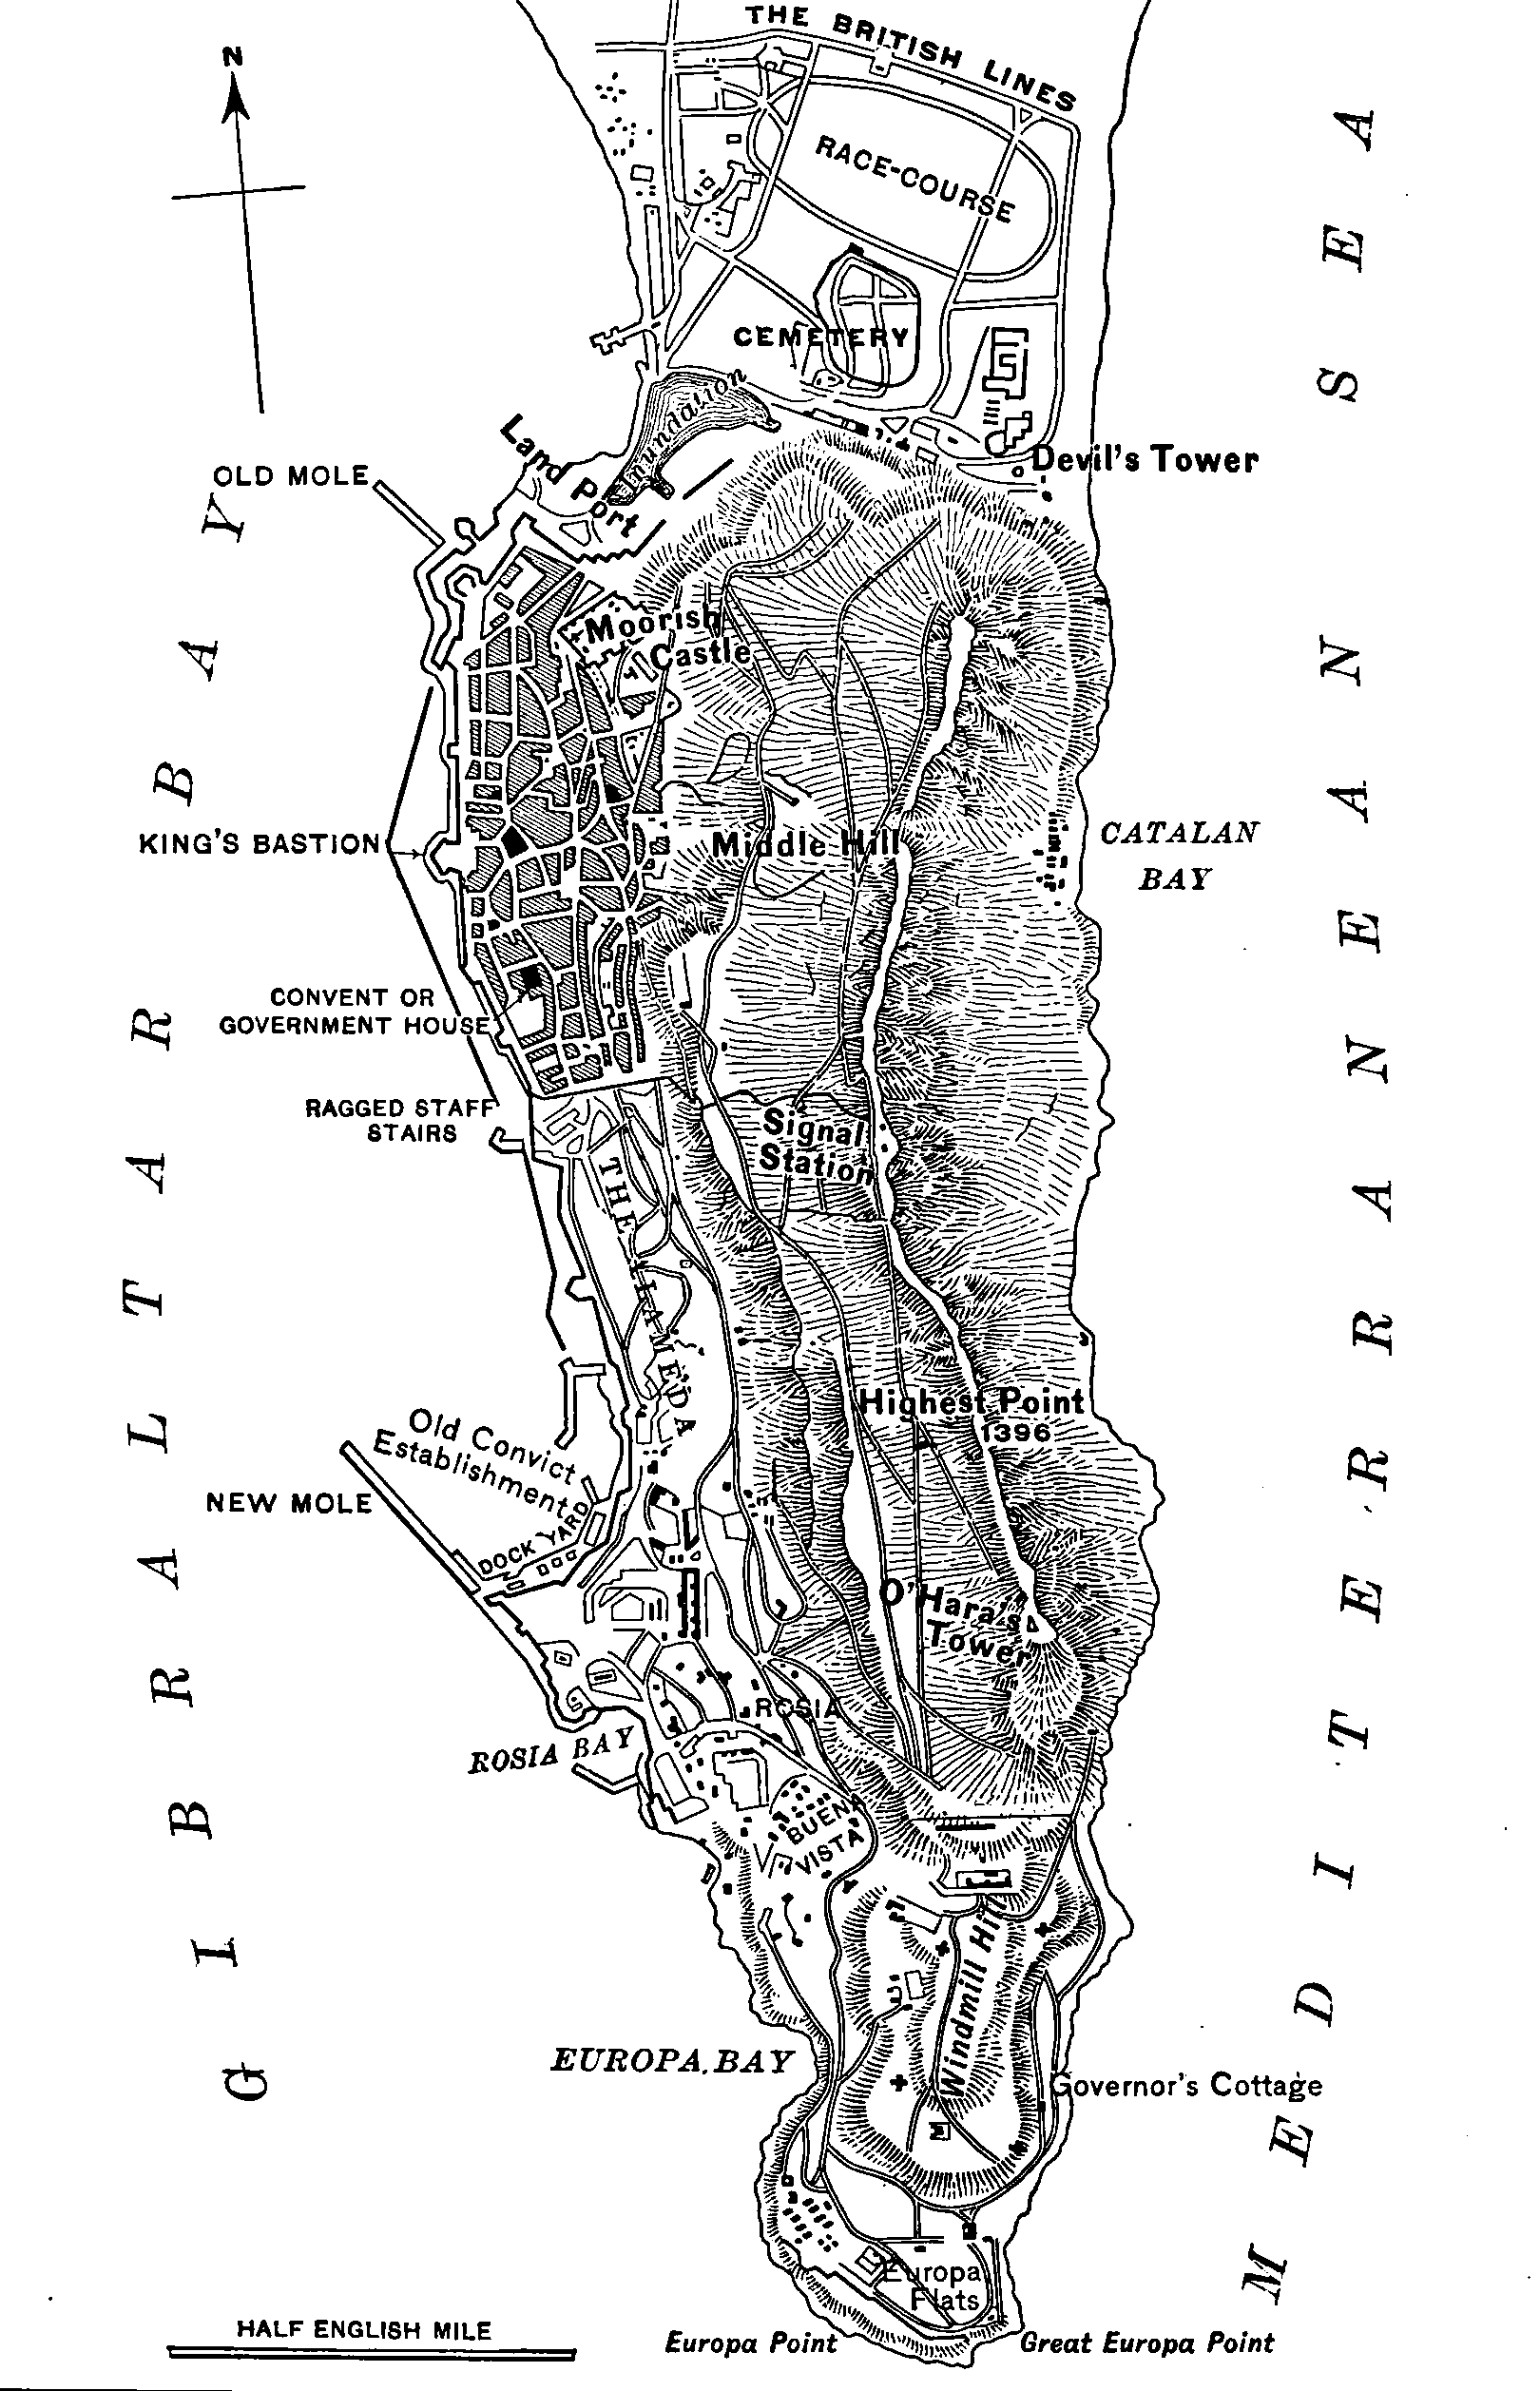 THE BRITISH LINES
N
RACE-COURSE
CEMETERY
Inundation
Land Port
Devil's Tower
OLD MOLE
Moorish
Castle
KING'S BASTION
Middle Hill
CATALAN
BAY
CONVENT OR
GOVERNMENT HOUSE
RAGGED STAFF
STAIRS
Signal
Station
THE ALAMEDA
Highest Point
1396
Old Convict
Establishment
NEW MOLE
DOCK YARD
O'Hara's
Tower
ROSIA
ROSIA BAY
BUENA
VISTA
Windmill Hill
EUROPA BAY
Governor's Cottage
Europa
Flats
HALF ENGLISH MILE
Europa Point
Great Europa Point
GIBRALTAR BAY
MEDITERRANEAN SEA